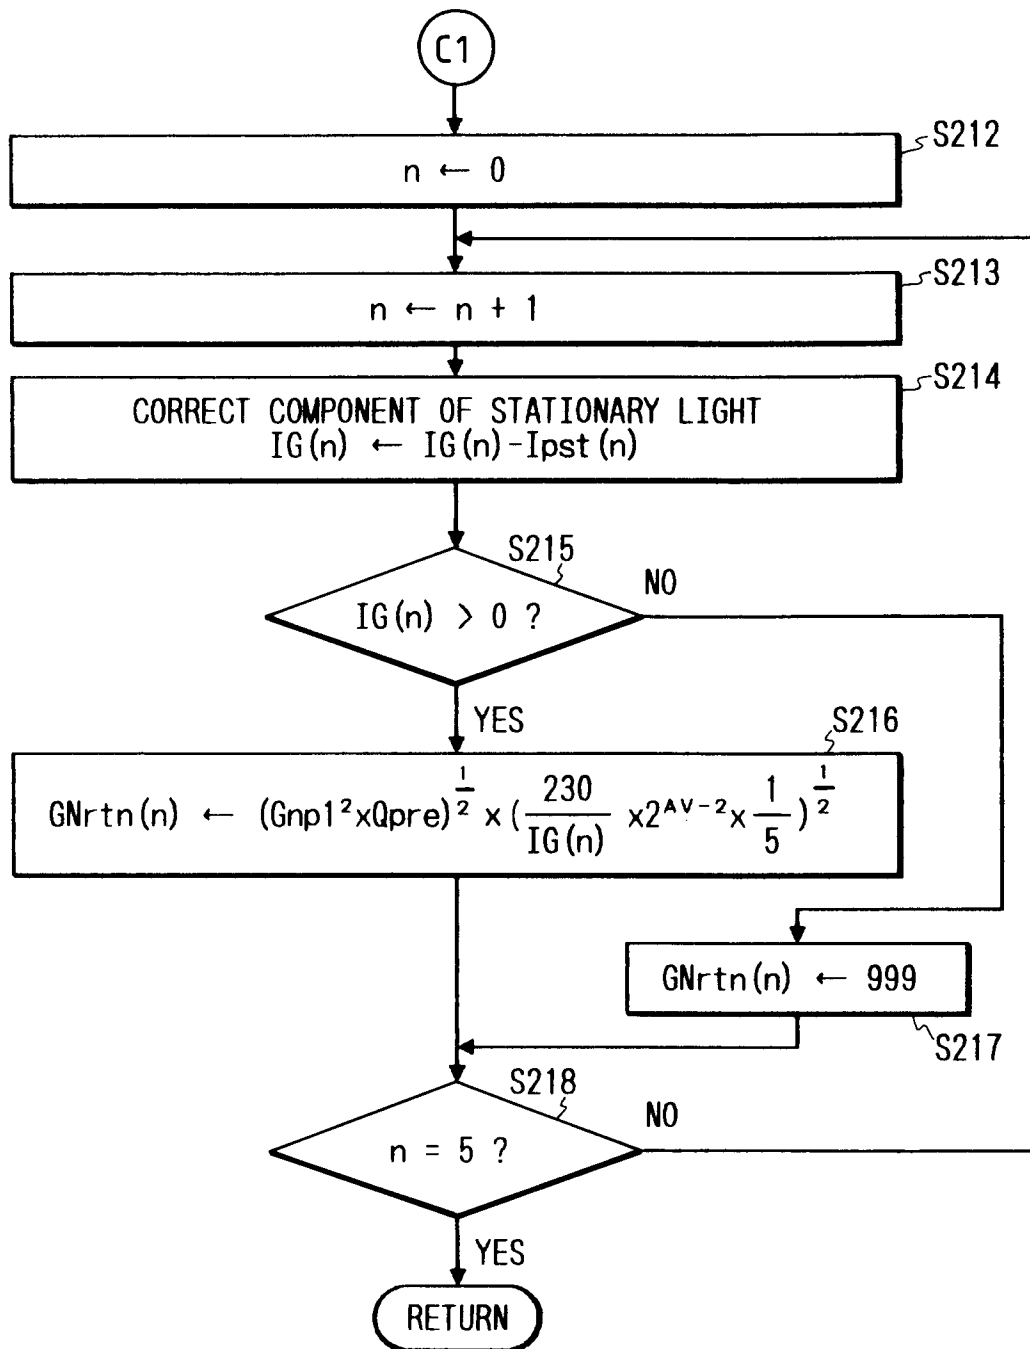 C1
S212
n ← 0
S213
n ← n + 1
S214
CORRECT COMPONENT OF STATIONARY LIGHT
IG(n) ← IG(n)-Ipst(n)
S215
IG(n) > 0 ?
NO
YES
S216
GNrtn(n) ← (Gnp1²xQpre)^1/2 x (230/IG(n) x2^AV-2 x 1/5)^1/2
GNrtn(n) ← 999
S217
S218
n = 5 ?
NO
YES
RETURN